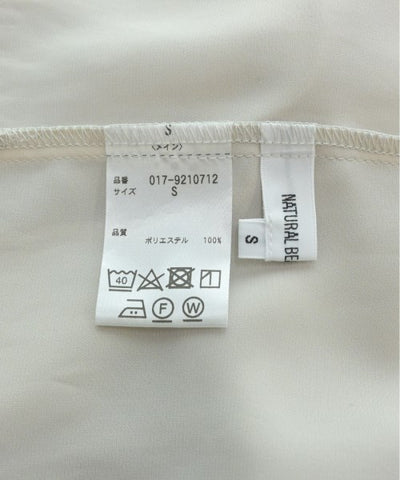 S
(メイン)
品番 017-9210712
サイズ S
品質 ポリエステル 100%
40
F W
NATURAL BE
S